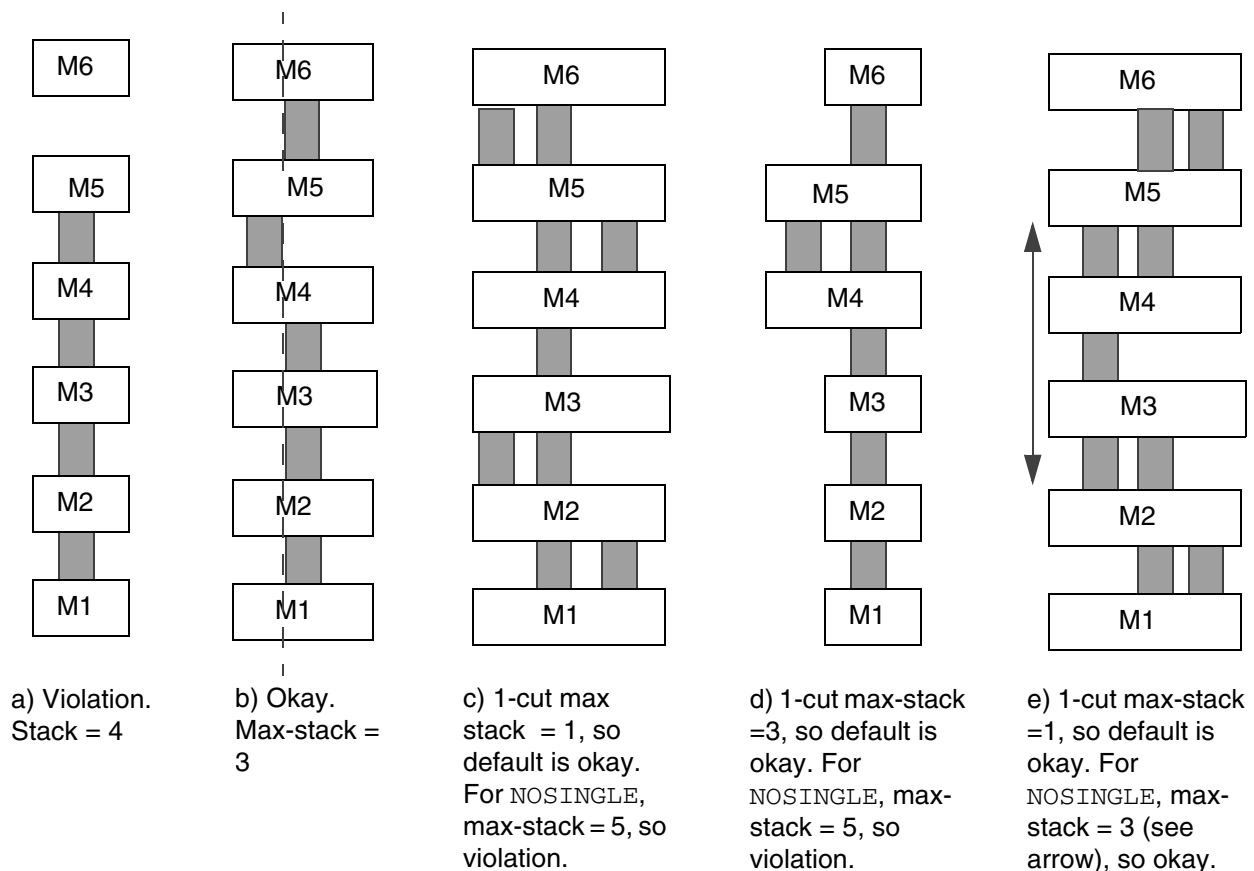 M6
M5
M4
M3
M2
M1
a) Violation.
Stack = 4
M6
M5
M4
M3
M2
M1
b) Okay.
Max-stack =
3
M6
M5
M4
M3
M2
M1
c) 1-cut max
stack = 1, so
default is okay.
For NOSINGLE,
max-stack = 5, so
violation.
M6
M5
M4
M3
M2
M1
d) 1-cut max-stack
=3, so default is
okay. For
NOSINGLE, max-
stack = 5, so
violation.
M6
M5
M4
M3
M2
M1
e) 1-cut max-stack
=1, so default is
okay. For
NOSINGLE, max-
stack = 3 (see
arrow), so okay.